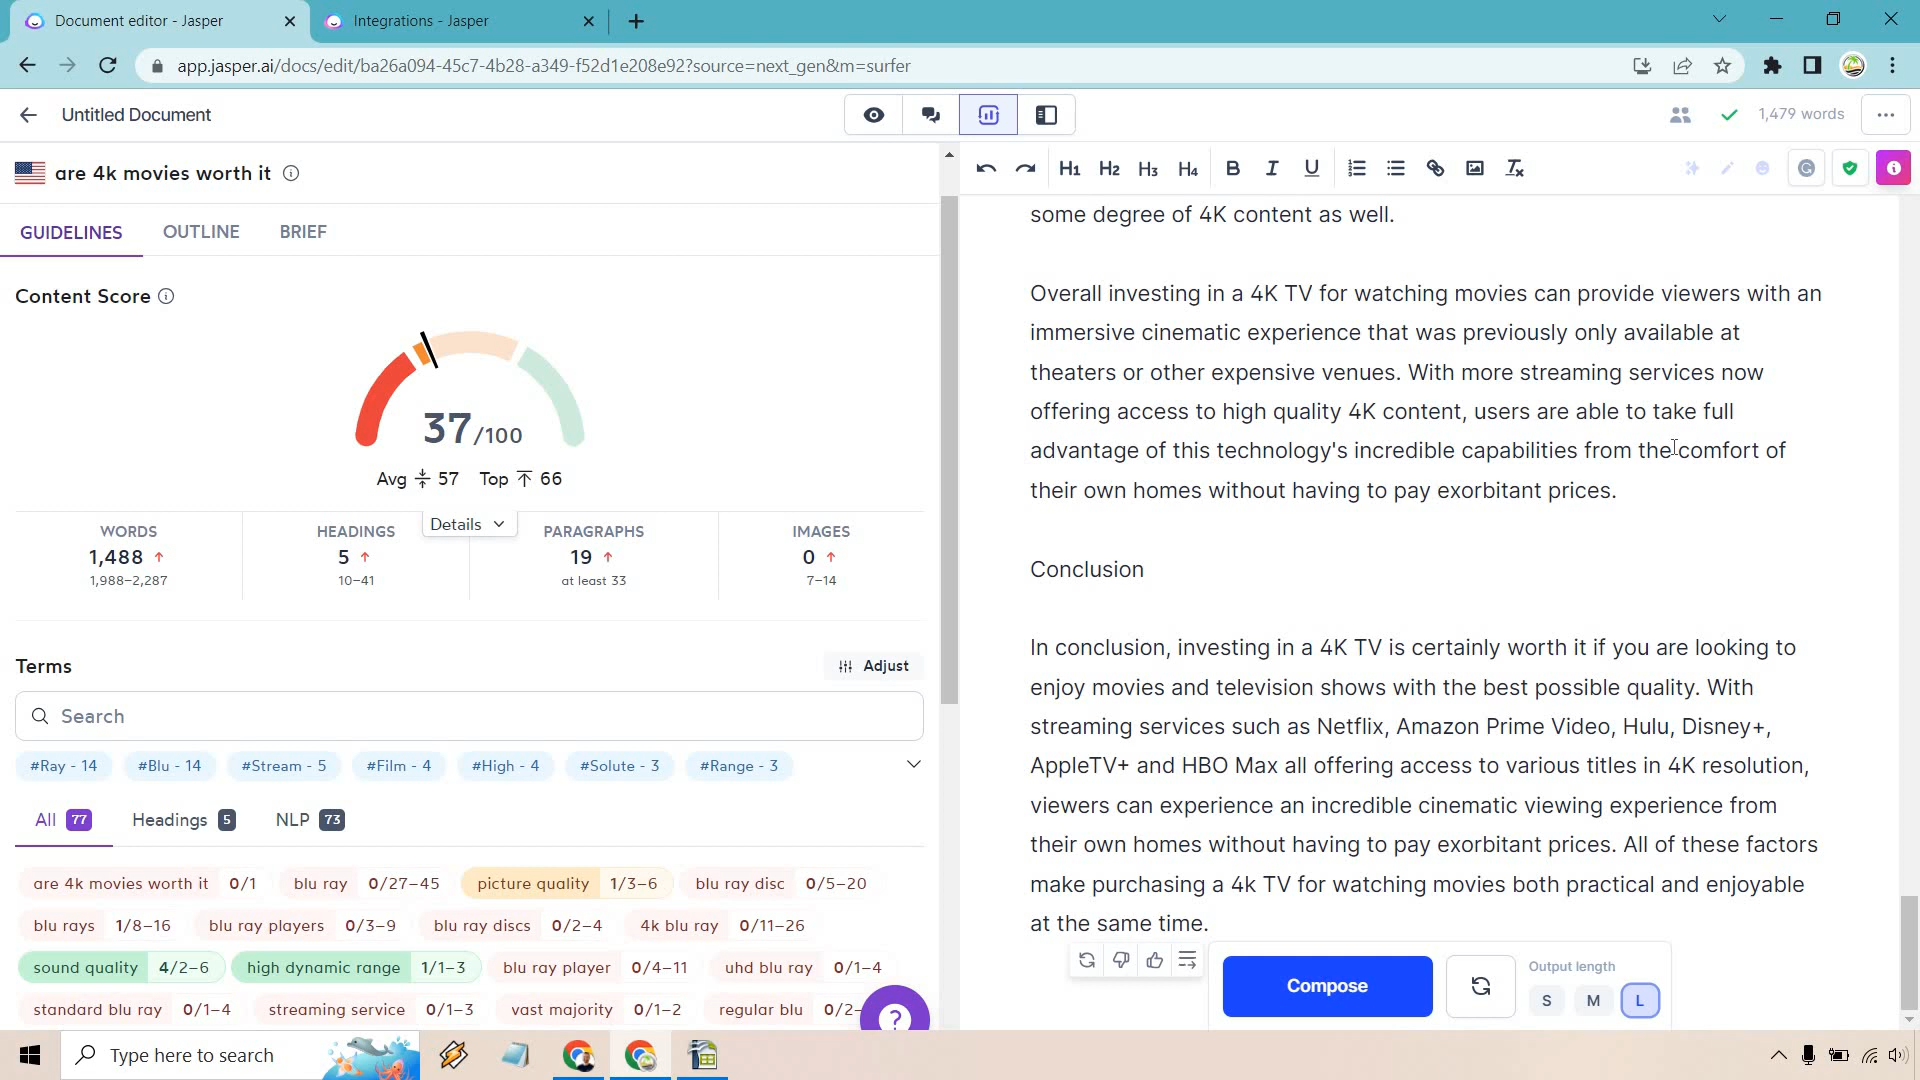 Document editor - Jasper
Integrations - Jasper
app.jasper.ai/docs/edit/ba26a094-45c7-4b28-a349-f52d1e208e92?source=next_gen&m=surfer
Untitled Document
1,479 words
are 4k movies worth it
H1 H2 H3 H4 B I U
GUIDELINES OUTLINE BRIEF
Content Score
37/100
Avg 57 Top 66
Details
WORDS HEADINGS PARAGRAPHS IMAGES
1,488 5 19 0
1,988–2,287 10–41 at least 33 7–14
Terms
Adjust
Search
#Ray - 14 #Blu - 14 #Stream - 5 #Film - 4 #High - 4 #Solute - 3 #Range - 3
All 77 Headings 5 NLP 73
are 4k movies worth it 0/1 blu ray 0/27–45 picture quality 1/3–6 blu ray disc 0/5–20
blu rays 1/8–16 blu ray players 0/3–9 blu ray discs 0/2–4 4k blu ray 0/11–26
sound quality 4/2–6 high dynamic range 1/1–3 blu ray player 0/4–11 uhd blu ray 0/1–4
standard blu ray 0/1–4 streaming service 0/1–3 vast majority 0/1–2 regular blu 0/2–
?
some degree of 4K content as well.
Overall investing in a 4K TV for watching movies can provide viewers with an
immersive cinematic experience that was previously only available at
theaters or other expensive venues. With more streaming services now
offering access to high quality 4K content, users are able to take full
advantage of this technology's incredible capabilities from the comfort of
their own homes without having to pay exorbitant prices.
Conclusion
In conclusion, investing in a 4K TV is certainly worth it if you are looking to
enjoy movies and television shows with the best possible quality. With
streaming services such as Netflix, Amazon Prime Video, Hulu, Disney+,
AppleTV+ and HBO Max all offering access to various titles in 4K resolution,
viewers can experience an incredible cinematic viewing experience from
their own homes without having to pay exorbitant prices. All of these factors
make purchasing a 4k TV for watching movies both practical and enjoyable
at the same time.
Compose
Output length
S M L
Type here to search